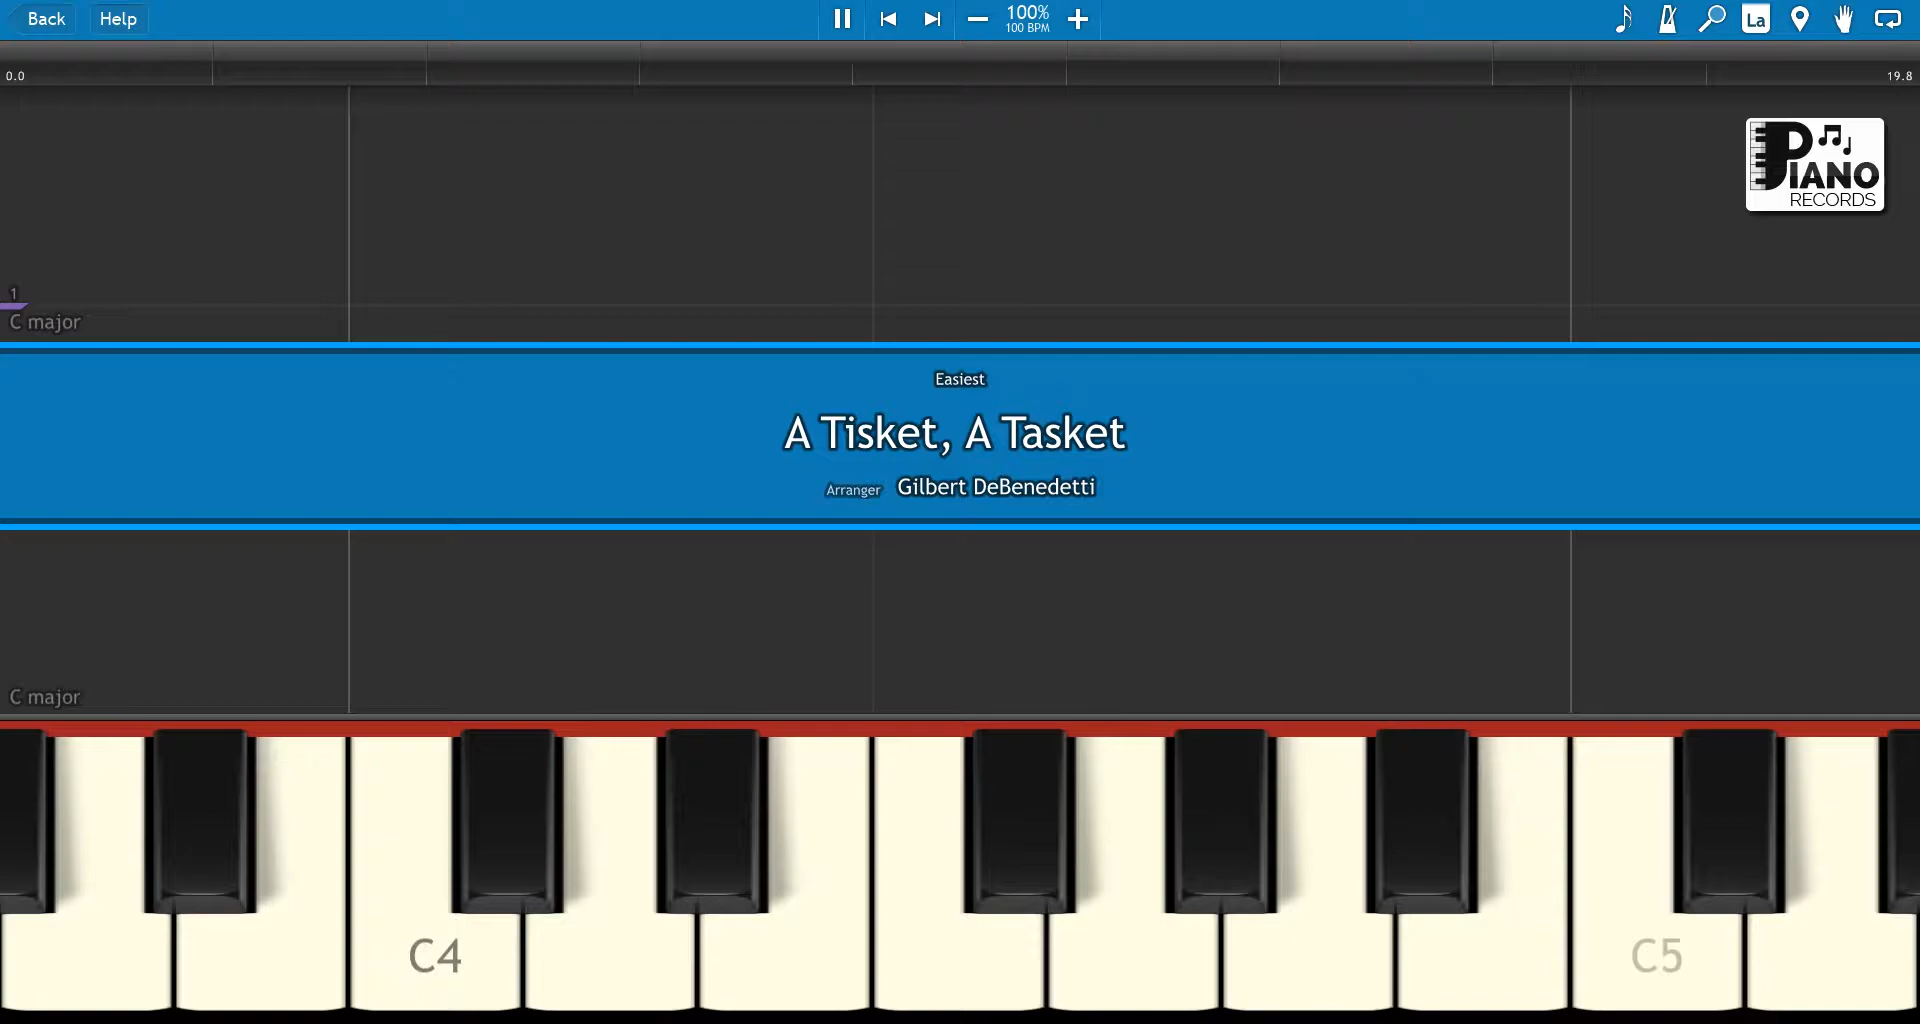 Back Help 100% La
100 BPM
0.0 19.8
PIANO
RECORDS
1
C major
Easiest
A Tisket, A Tasket
Arranger Gilbert DeBenedetti
C major
C4 C5